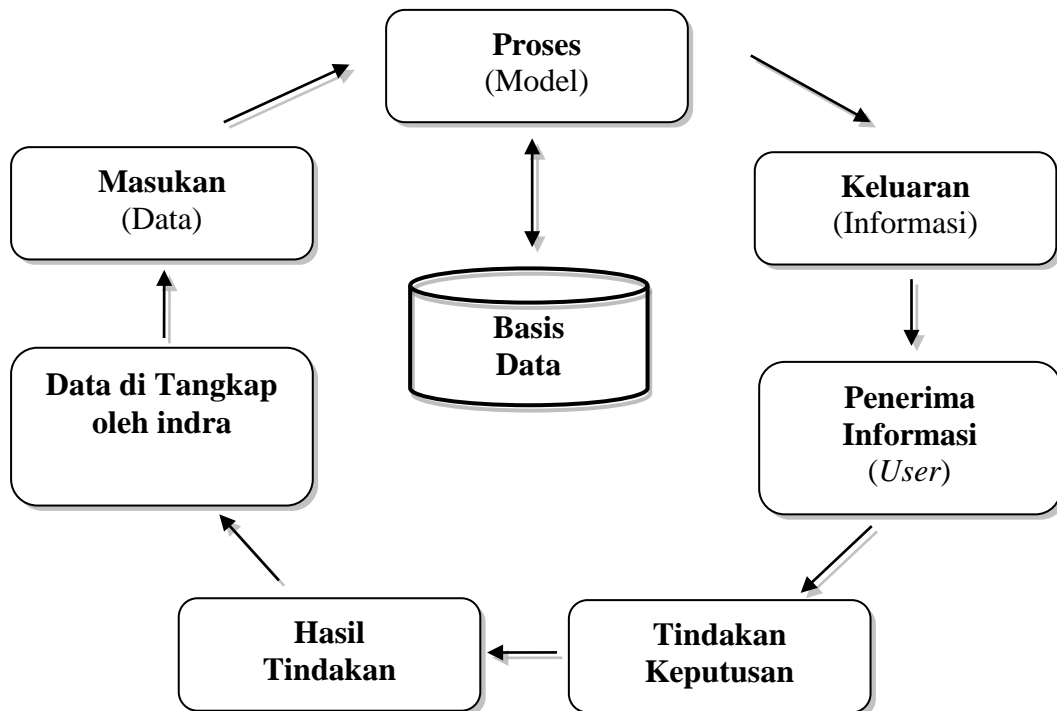 Proses
(Model)
Masukan
(Data)
Keluaran
(Informasi)
Basis
Data
Data di Tangkap
oleh indra
Penerima
Informasi
(User)
Hasil
Tindakan
Tindakan
Keputusan